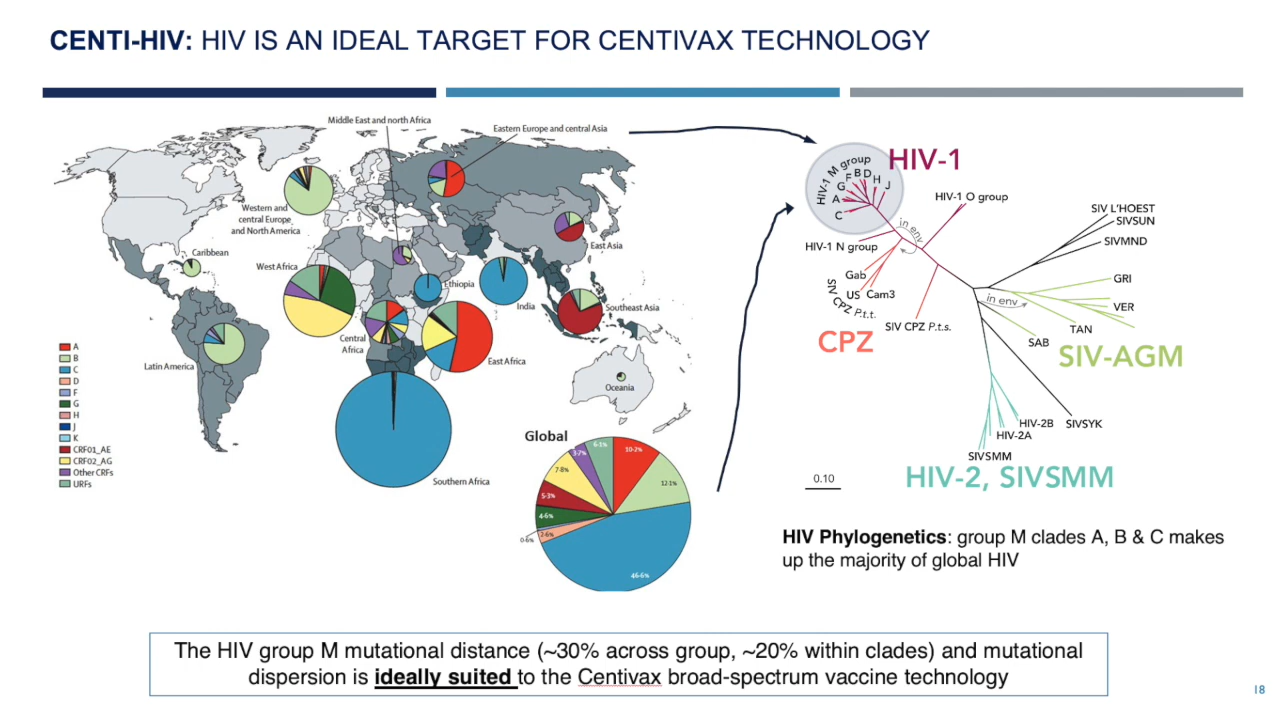 CENTI-HIV: HIV IS AN IDEAL TARGET FOR CENTIVAX TECHNOLOGY
Middle East and north Africa
Eastern Europe and central Asia
Western and
central Europe
and North America
East Asia
Caribbean
West Africa
Ethiopia
India
Southeast Asia
Central
Africa
East Africa
Latin America
Oceania
Southern Africa
A
B
C
D
F
G
H
J
K
CRF01_AE
CRF02_AG
Other CRFs
URFs
Global
6·1%
10·2%
3·7%
7·8%
12·1%
5·3%
4·6%
0·6%
2·6%
46·6%
HIV-1
HIV-1 M group
F
B
D
H
G
J
A
C
HIV-1 O group
in env
HIV-1 N group
Gab
US
Cam3
SIV CPZ P.t.t.
SIV CPZ P.t.s.
CPZ
SIV L'HOEST
SIVSUN
SIVMND
GRI
in env
VER
TAN
SAB
SIV-AGM
HIV-2B
SIVSYK
HIV-2A
SIVSMM
HIV-2, SIVSMM
0.10
HIV Phylogenetics: group M clades A, B & C makes
up the majority of global HIV
The HIV group M mutational distance (~30% across group, ~20% within clades) and mutational
dispersion is ideally suited to the Centivax broad-spectrum vaccine technology
18